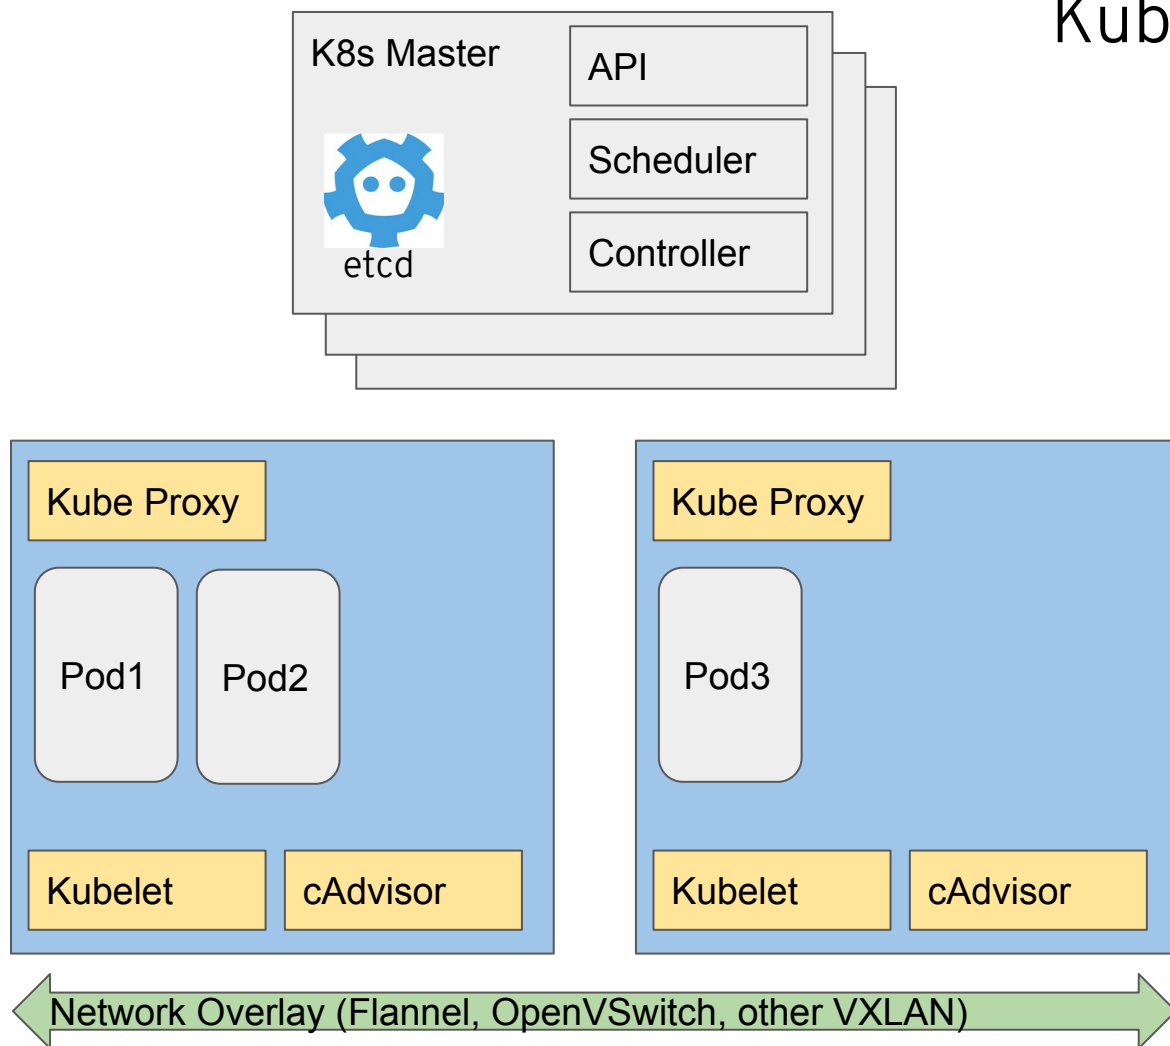 Kub
K8s Master
API
Scheduler
Controller
etcd
Kube Proxy
Pod1
Pod2
Kubelet
cAdvisor
Kube Proxy
Pod3
Kubelet
cAdvisor
Network Overlay (Flannel, OpenVSwitch, other VXLAN)